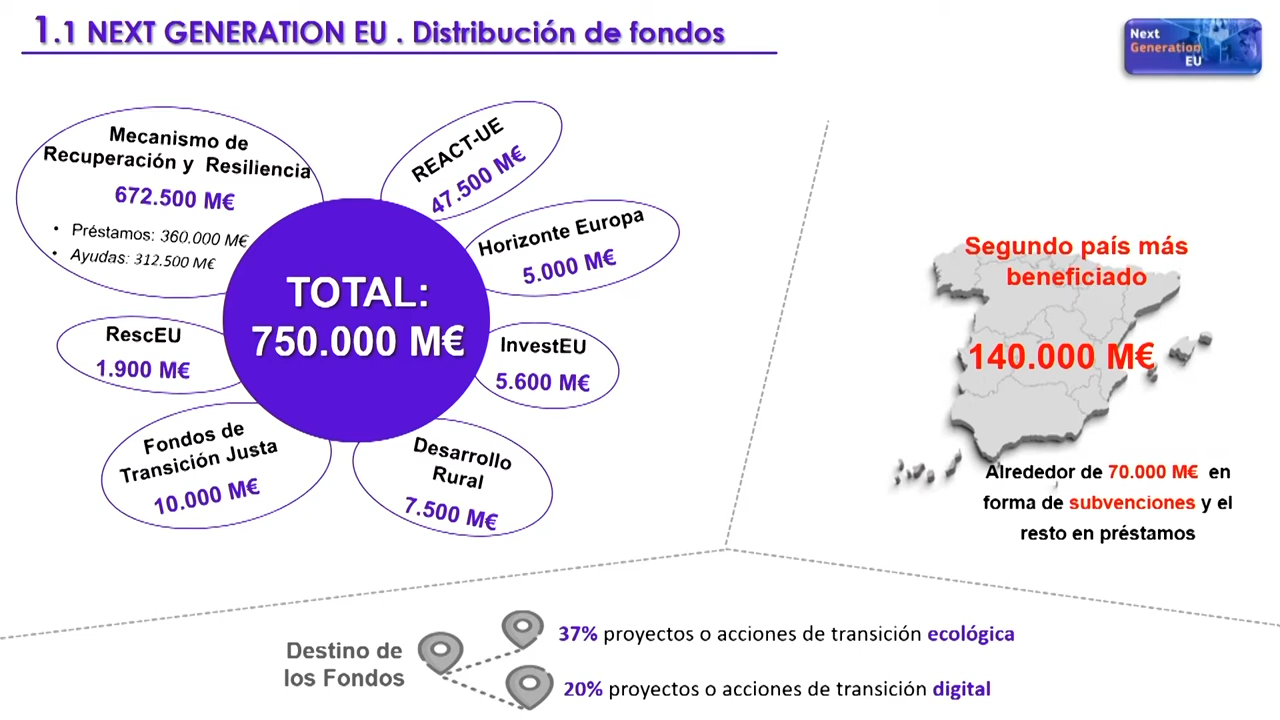 1.1 NEXT GENERATION EU . Distribución de fondos
Next
Generation
EU
Mecanismo de
Recuperación y Resiliencia
672.500 M€
• Préstamos: 360.000 M€
• Ayudas: 312.500 M€
REACT-UE
47.500 M€
Horizonte Europa
5.000 M€
TOTAL:
750.000 M€
RescEU
1.900 M€
InvestEU
5.600 M€
Fondos de
Transición Justa
10.000 M€
Desarrollo
Rural
7.500 M€
Segundo país más
beneficiado
140.000 M€
Alrededor de 70.000 M€ en
forma de subvenciones y el
resto en préstamos
Destino de
los Fondos
37% proyectos o acciones de transición ecológica
20% proyectos o acciones de transición digital